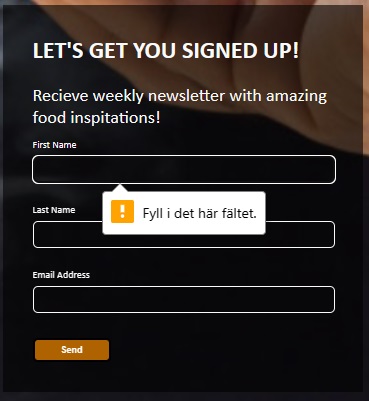 LET'S GET YOU SIGNED UP!
Recieve weekly newsletter with amazing
food inspitations!
First Name
Fyll i det här fältet.
Last Name
Email Address
Send